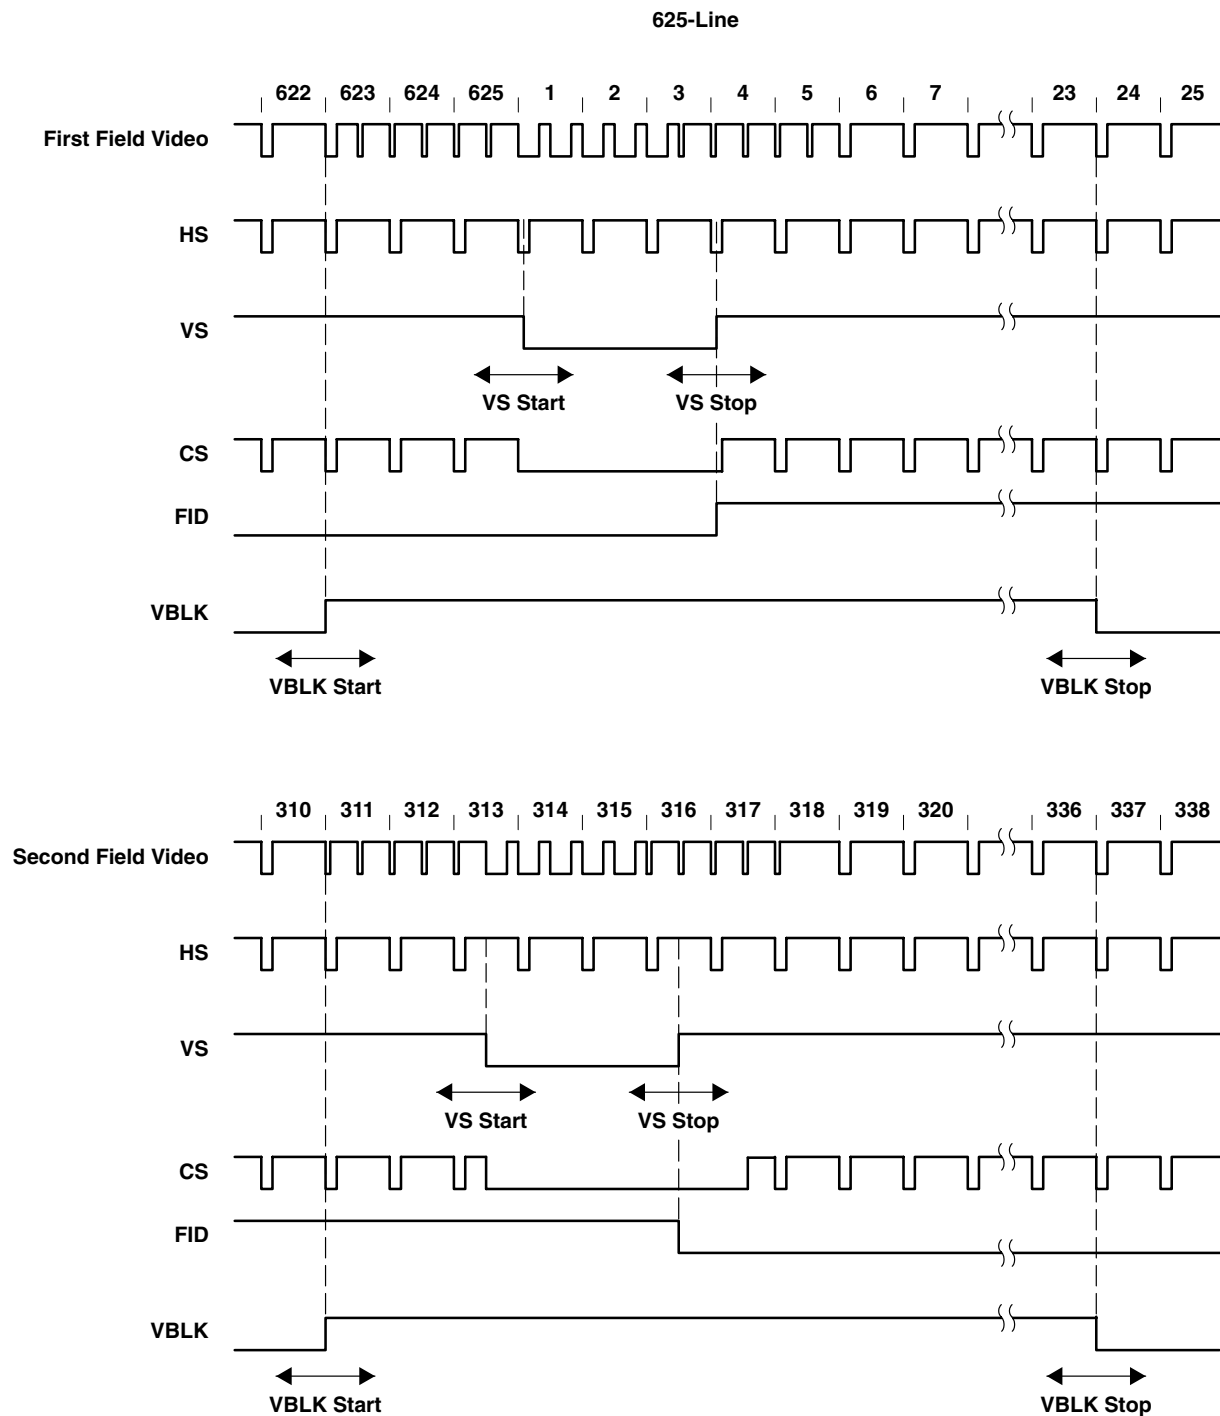 625-Line
622 623 624 625 1 2 3 4 5 6 7 23 24 25
First Field Video
HS
VS
VS Start VS Stop
CS
FID
VBLK
VBLK Start VBLK Stop
310 311 312 313 314 315 316 317 318 319 320 336 337 338
Second Field Video
HS
VS
VS Start VS Stop
CS
FID
VBLK
VBLK Start VBLK Stop